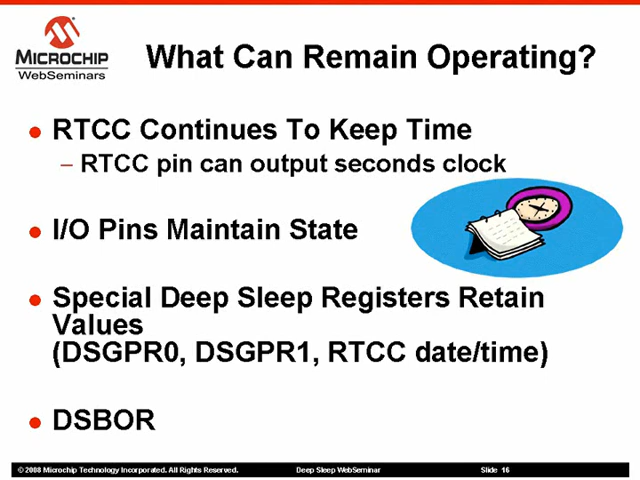 MICROCHIP
WebSeminars
What Can Remain Operating?
• RTCC Continues To Keep Time
– RTCC pin can output seconds clock
• I/O Pins Maintain State
• Special Deep Sleep Registers Retain
Values
(DSGPR0, DSGPR1, RTCC date/time)
• DSBOR
© 2008 Microchip Technology Incorporated. All Rights Reserved. Deep Sleep WebSeminar Slide 16